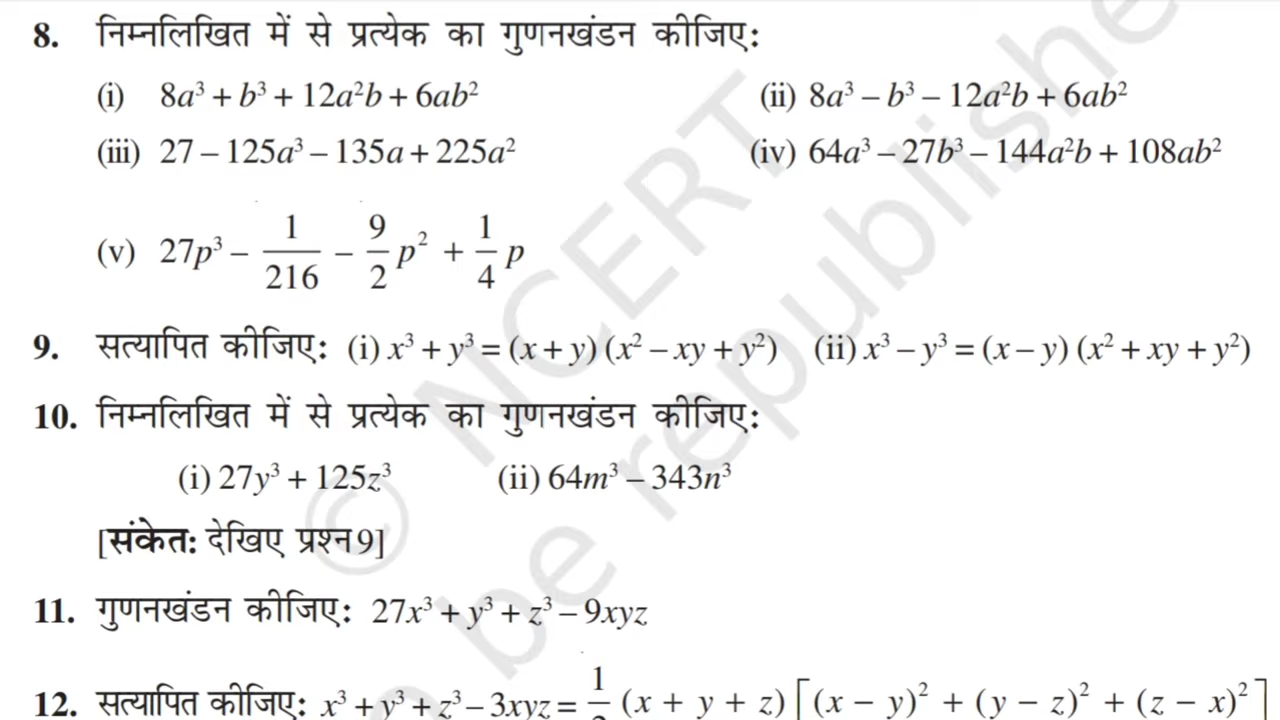 8. निम्नलिखित में से प्रत्येक का गुणनखंडन कीजिए:
(i) 8a³ + b³ + 12a²b + 6ab² (ii) 8a³ – b³ – 12a²b + 6ab²
(iii) 27 – 125a³ – 135a + 225a² (iv) 64a³ – 27b³ – 144a²b + 108ab²
(v) 27p³ – 1/216 – 9/2 p² + 1/4 p
9. सत्यापित कीजिए: (i) x³ + y³ = (x + y) (x² – xy + y²) (ii) x³ – y³ = (x – y) (x² + xy + y²)
10. निम्नलिखित में से प्रत्येक का गुणनखंडन कीजिए:
(i) 27y³ + 125z³ (ii) 64m³ – 343n³
[संकेत: देखिए प्रश्न 9]
11. गुणनखंडन कीजिए: 27x³ + y³ + z³ – 9xyz
12. सत्यापित कीजिए: x³ + y³ + z³ – 3xyz = 1/2 (x + y + z) [(x – y)² + (y – z)² + (z – x)²]
© NCERT
be republishe